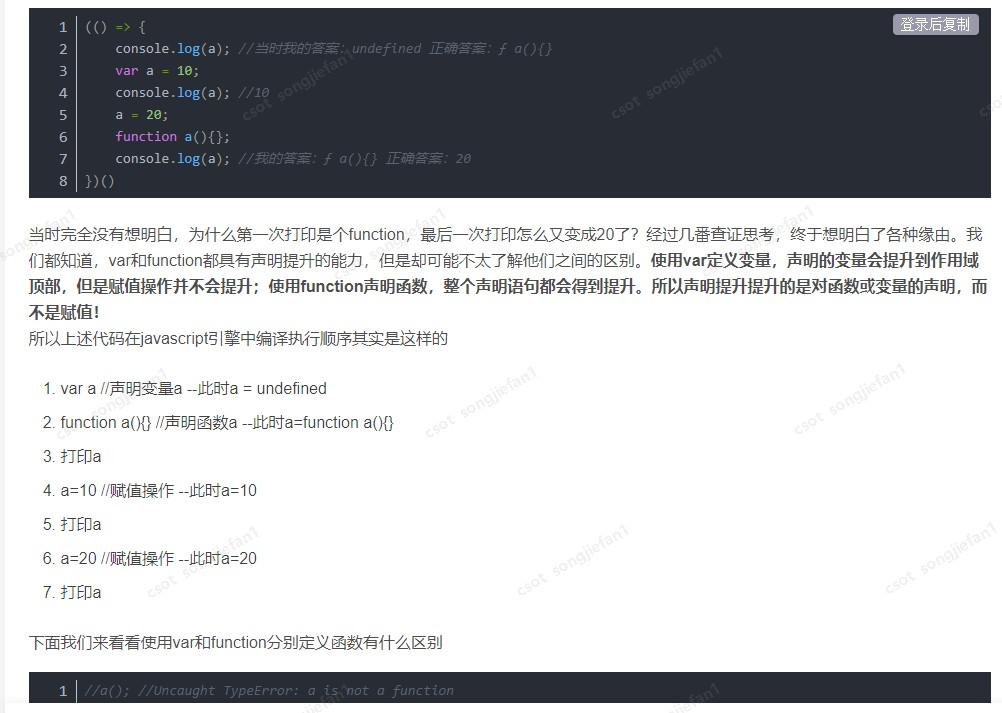 登录后复制
1 (() => {
2 console.log(a); //当时我的答案：undefined 正确答案：ƒ a(){}
3 var a = 10;
4 console.log(a); //10
5 a = 20;
6 function a(){};
7 console.log(a); //我的答案：ƒ a(){} 正确答案：20
8 })()
当时完全没有想明白，为什么第一次打印是个function，最后一次打印怎么又变成20了？经过几番查证思考，终于想明白了各种缘由。我
们都知道，var和function都具有声明提升的能力，但是却可能不太了解他们之间的区别。使用var定义变量，声明的变量会提升到作用域
顶部，但是赋值操作并不会提升；使用function声明函数，整个声明语句都会得到提升。所以声明提升提升的是对函数或变量的声明，而
不是赋值！
所以上述代码在javascript引擎中编译执行顺序其实是这样的
1. var a //声明变量a --此时a = undefined
2. function a(){} //声明函数a --此时a=function a(){}
3. 打印a
4. a=10 //赋值操作 --此时a=10
5. 打印a
6. a=20 //赋值操作 --此时a=20
7. 打印a
下面我们来看看使用var和function分别定义函数有什么区别
1 //a(); //Uncaught TypeError: a is not a function
csot songjiefan1